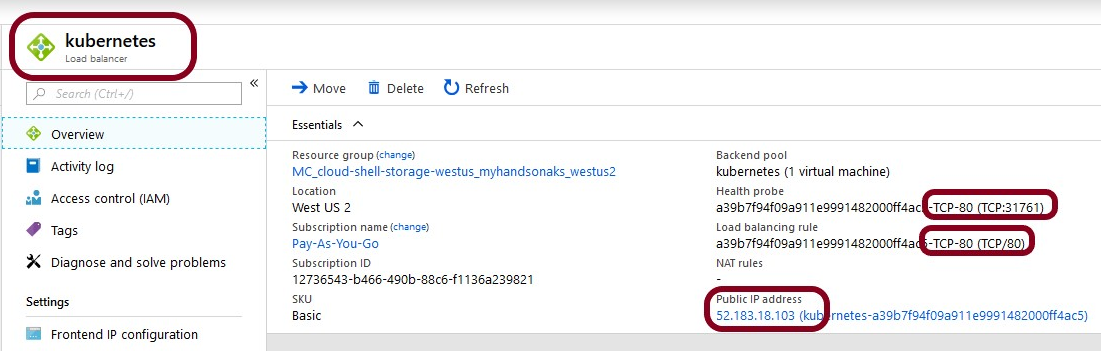 kubernetes
Load balancer
«
Search (Ctrl+/)
Overview
Activity log
Access control (IAM)
Tags
Diagnose and solve problems
Settings
Frontend IP configuration
Move Delete Refresh
Essentials
Resource group (change)
MC_cloud-shell-storage-westus_myhandsonaks_westus2
Location
West US 2
Subscription name (change)
Pay-As-You-Go
Subscription ID
12736543-b466-490b-88c6-f1136a239821
SKU
Basic
Backend pool
kubernetes (1 virtual machine)
Health probe
a39b7f94f09a911e9991482000ff4ac5-TCP-80 (TCP:31761)
Load balancing rule
a39b7f94f09a911e9991482000ff4ac5-TCP-80 (TCP/80)
NAT rules
-
Public IP address
52.183.18.103 (kubernetes-a39b7f94f09a911e9991482000ff4ac5)